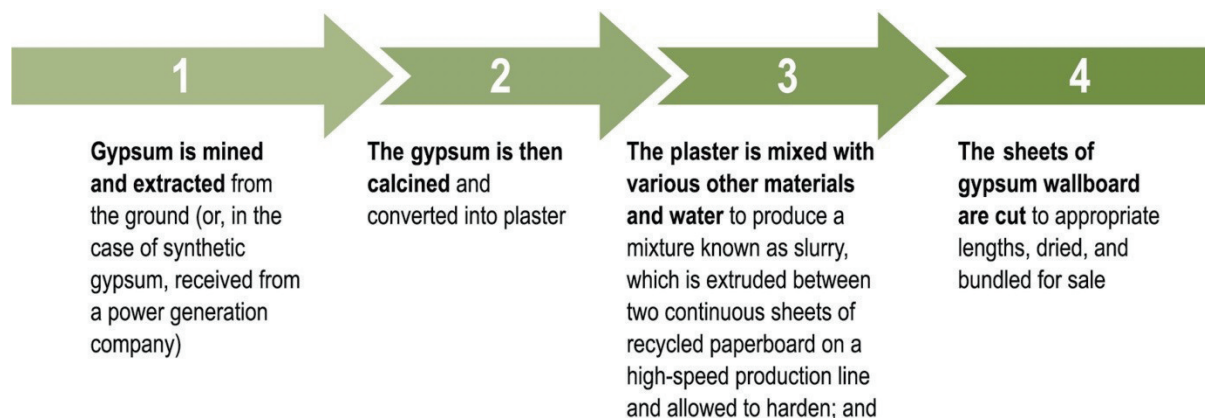 1
Gypsum is mined
and extracted from
the ground (or, in the
case of synthetic
gypsum, received from
a power generation
company)
2
The gypsum is then
calcined and
converted into plaster
3
The plaster is mixed with
various other materials
and water to produce a
mixture known as slurry,
which is extruded between
two continuous sheets of
recycled paperboard on a
high-speed production line
and allowed to harden; and
4
The sheets of
gypsum wallboard
are cut to appropriate
lengths, dried, and
bundled for sale